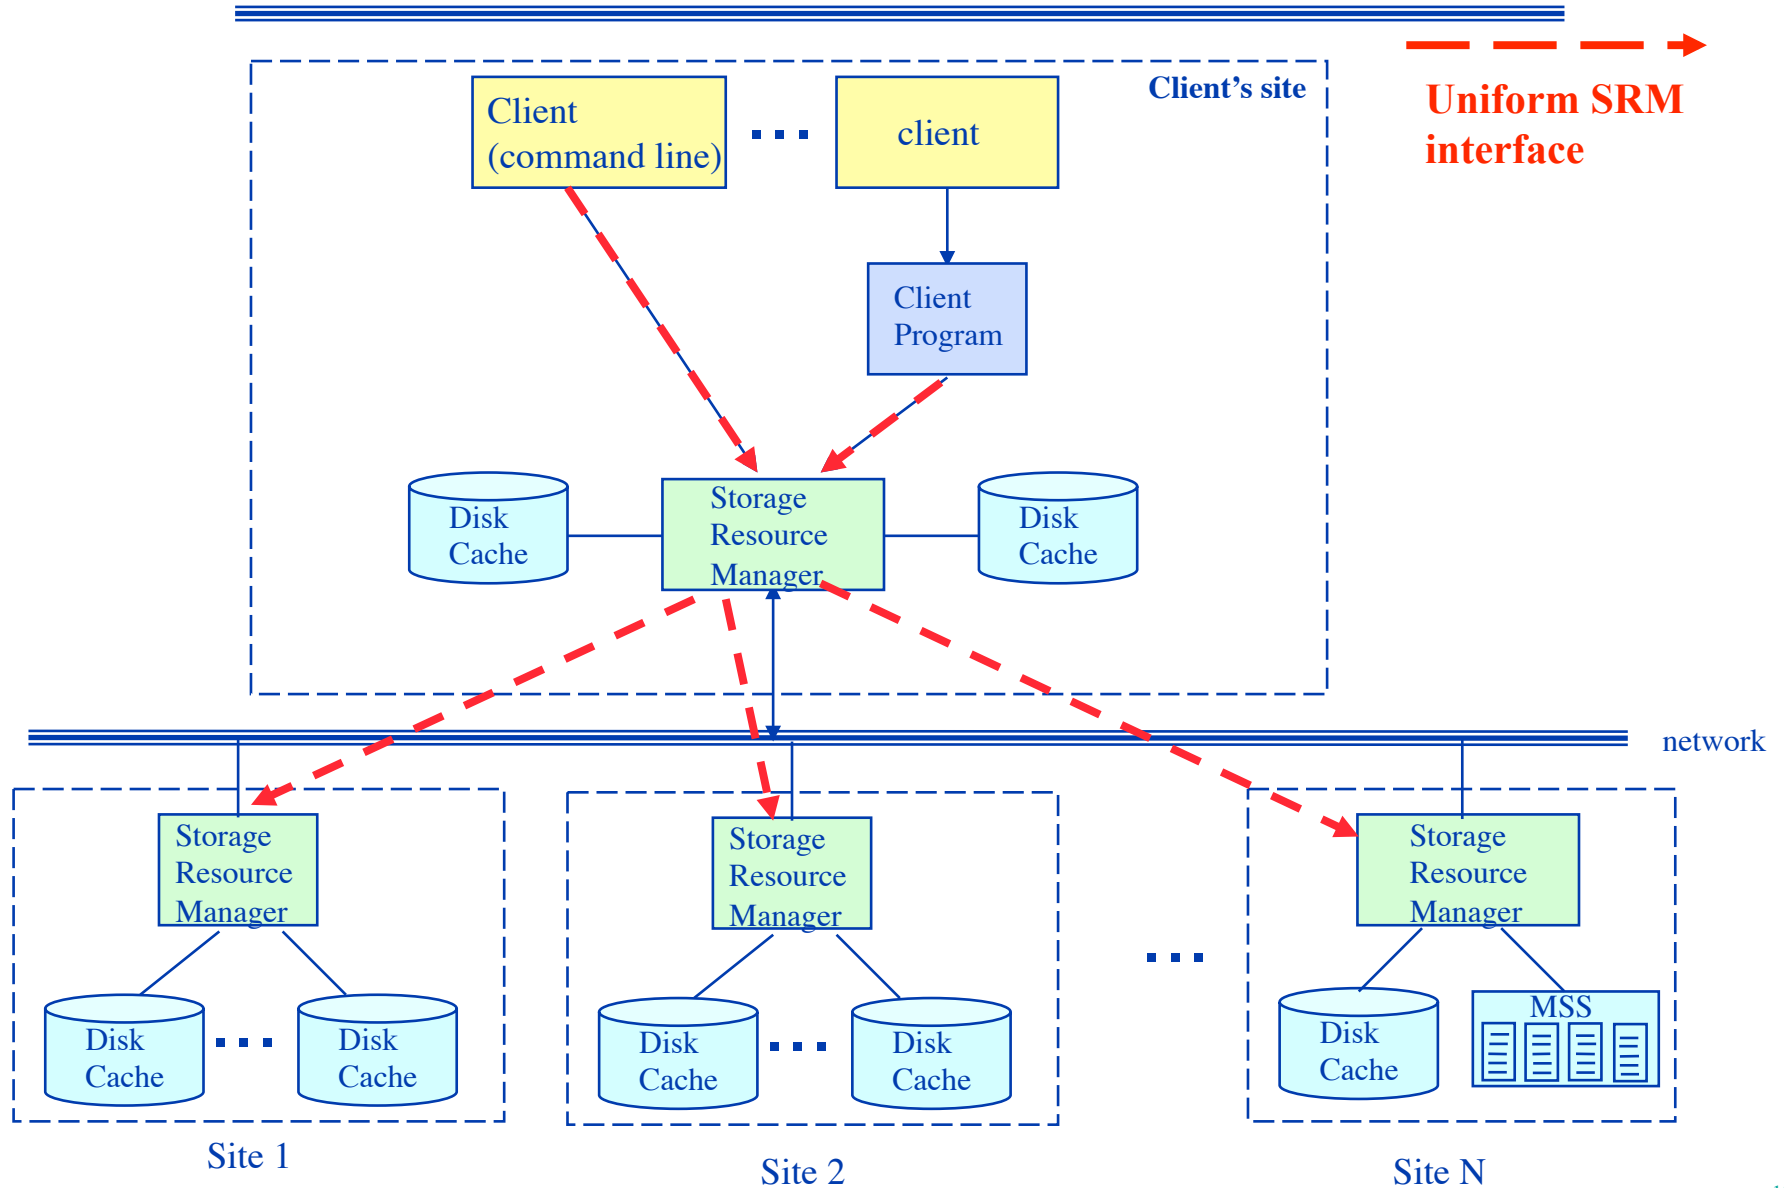 Client's site
Uniform SRM
interface
Client
(command line)
client
Client
Program
Disk
Cache
Storage
Resource
Manager
Disk
Cache
network
Storage
Resource
Manager
Disk
Cache
Disk
Cache
Site 1
Storage
Resource
Manager
Disk
Cache
Disk
Cache
Site 2
Storage
Resource
Manager
Disk
Cache
MSS
Site N